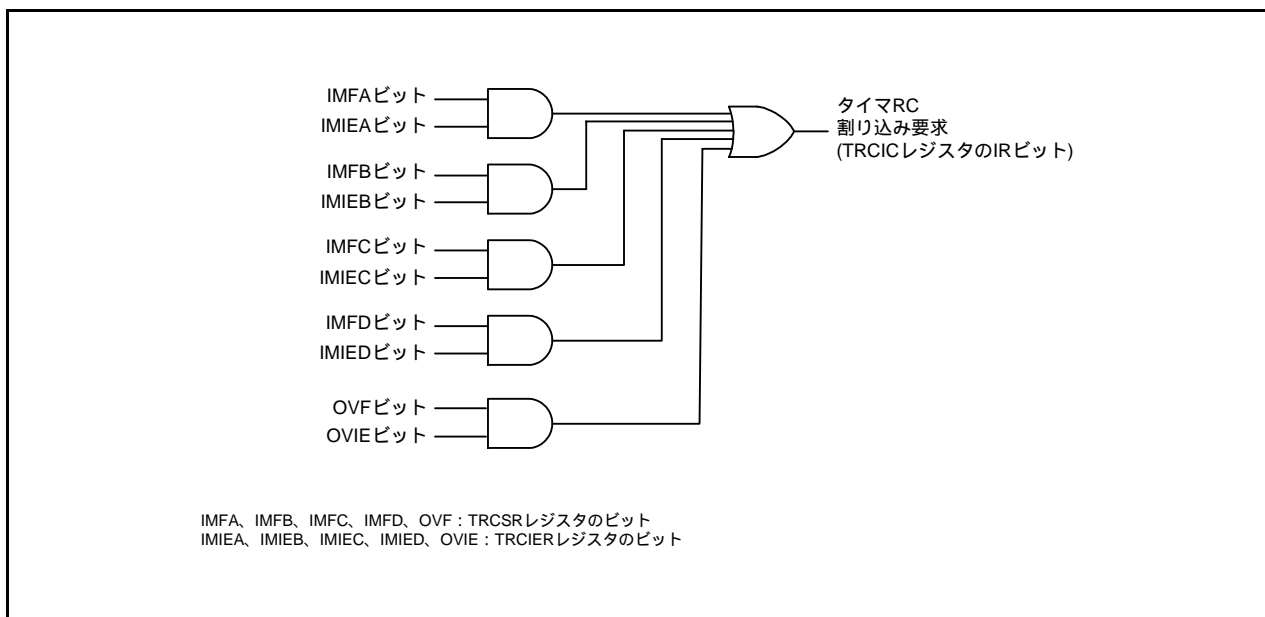 IMFAビット
IMIEAビット
IMFBビット
IMIEBビット
IMFCビット
IMIECビット
IMFDビット
IMIEDビット
OVFビット
OVIEビット
タイマRC
割り込み要求
(TRCICレジスタのIRビット)
IMFA、IMFB、IMFC、IMFD、OVF：TRCSRレジスタのビット
IMIEA、IMIEB、IMIEC、IMIED、OVIE：TRCIERレジスタのビット